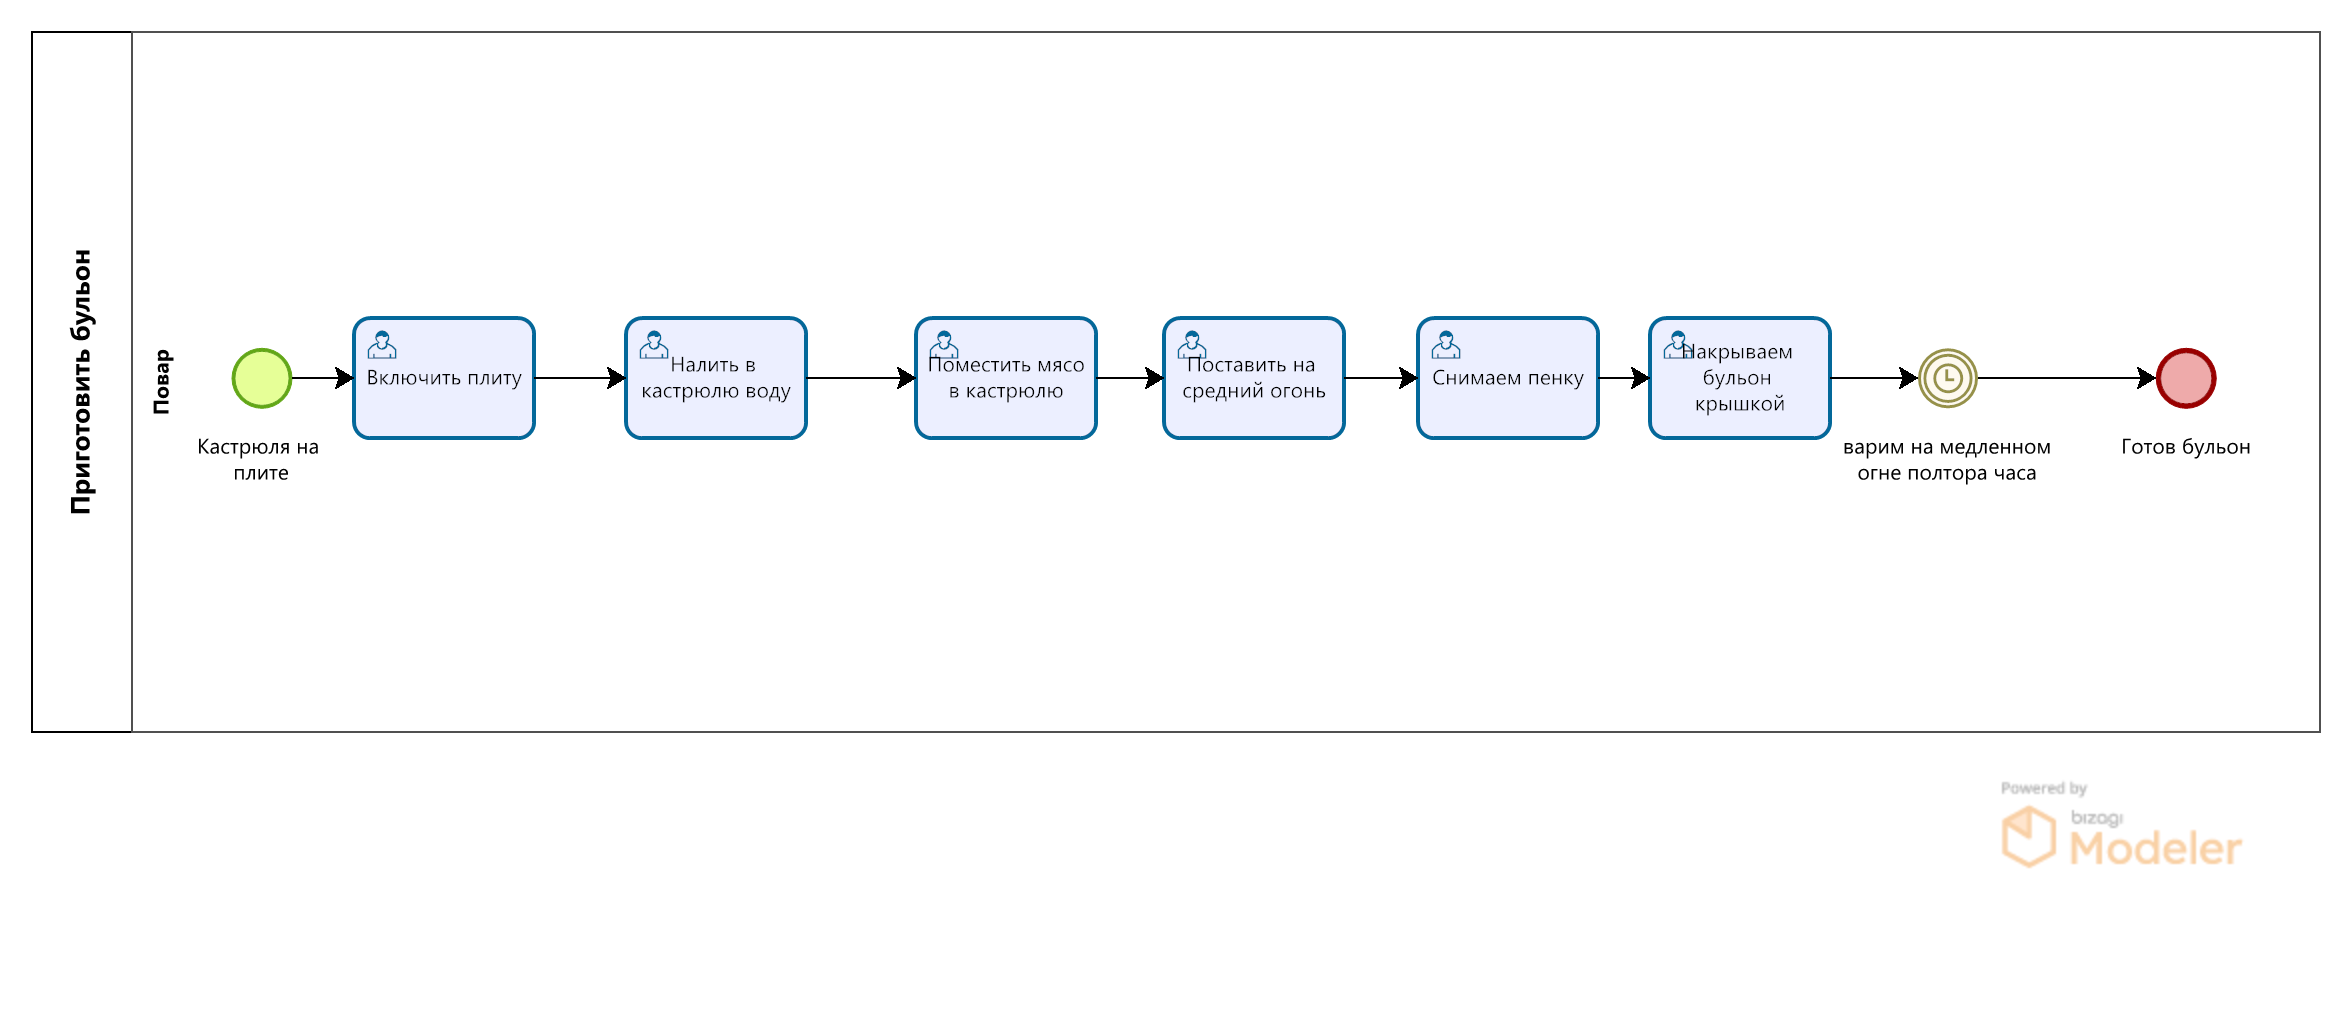 Приготовить бульон
Повар
Кастрюля на
плите
Включить плиту
Налить в
кастрюлю воду
Поместить мясо
в кастрюлю
Поставить на
средний огонь
Снимаем пенку
Накрываем
бульон
крышкой
варим на медленном
огне полтора часа
Готов бульон
Powered by
bizagi
Modeler